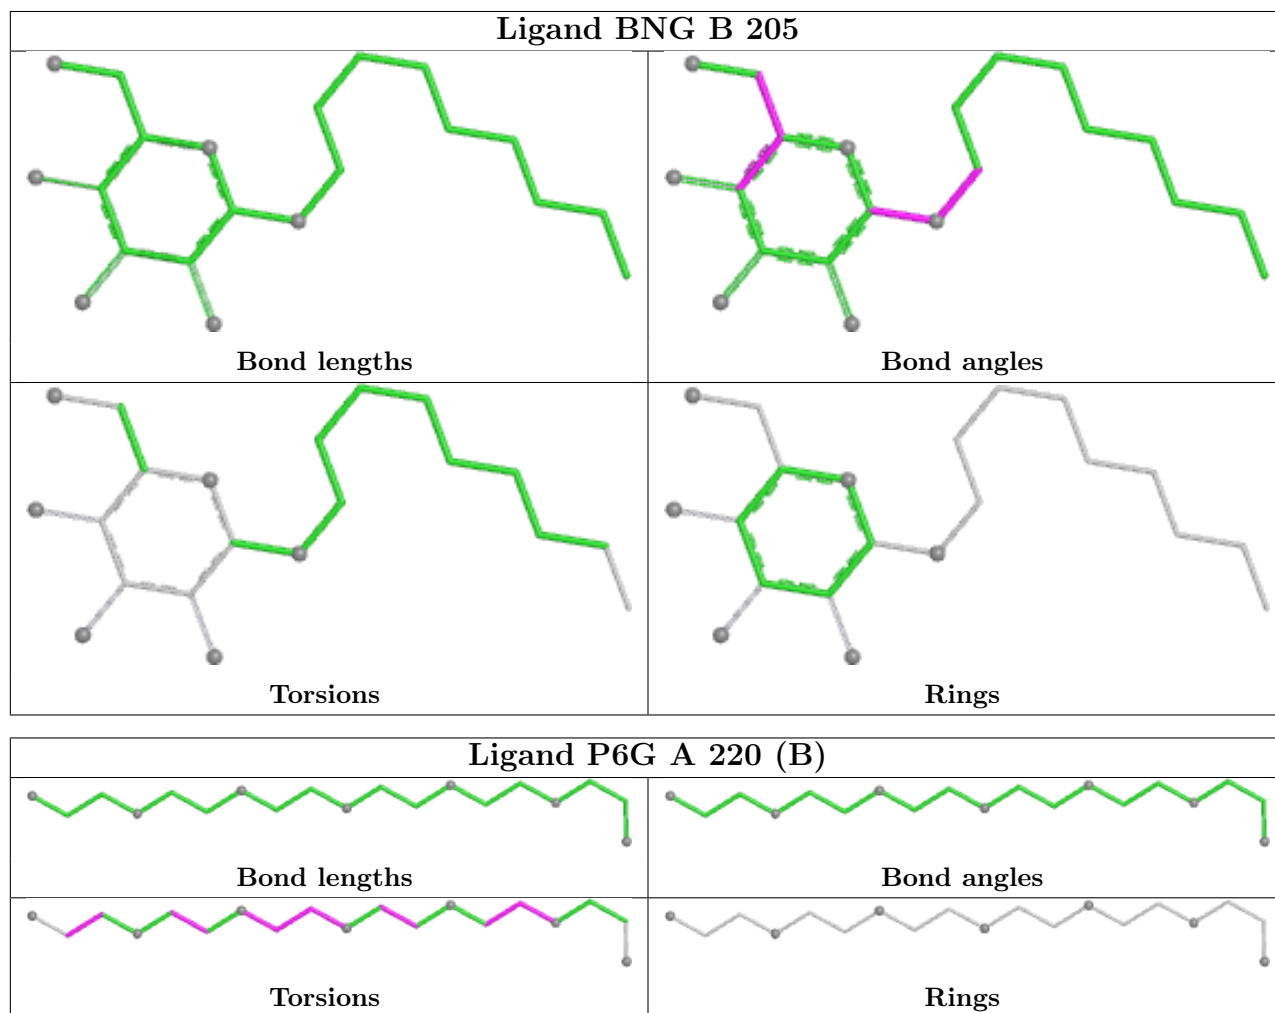 Ligand BNG B 205
Bond lengths
Bond angles
Torsions
Rings
Ligand P6G A 220 (B)
Bond lengths
Bond angles
Torsions
Rings